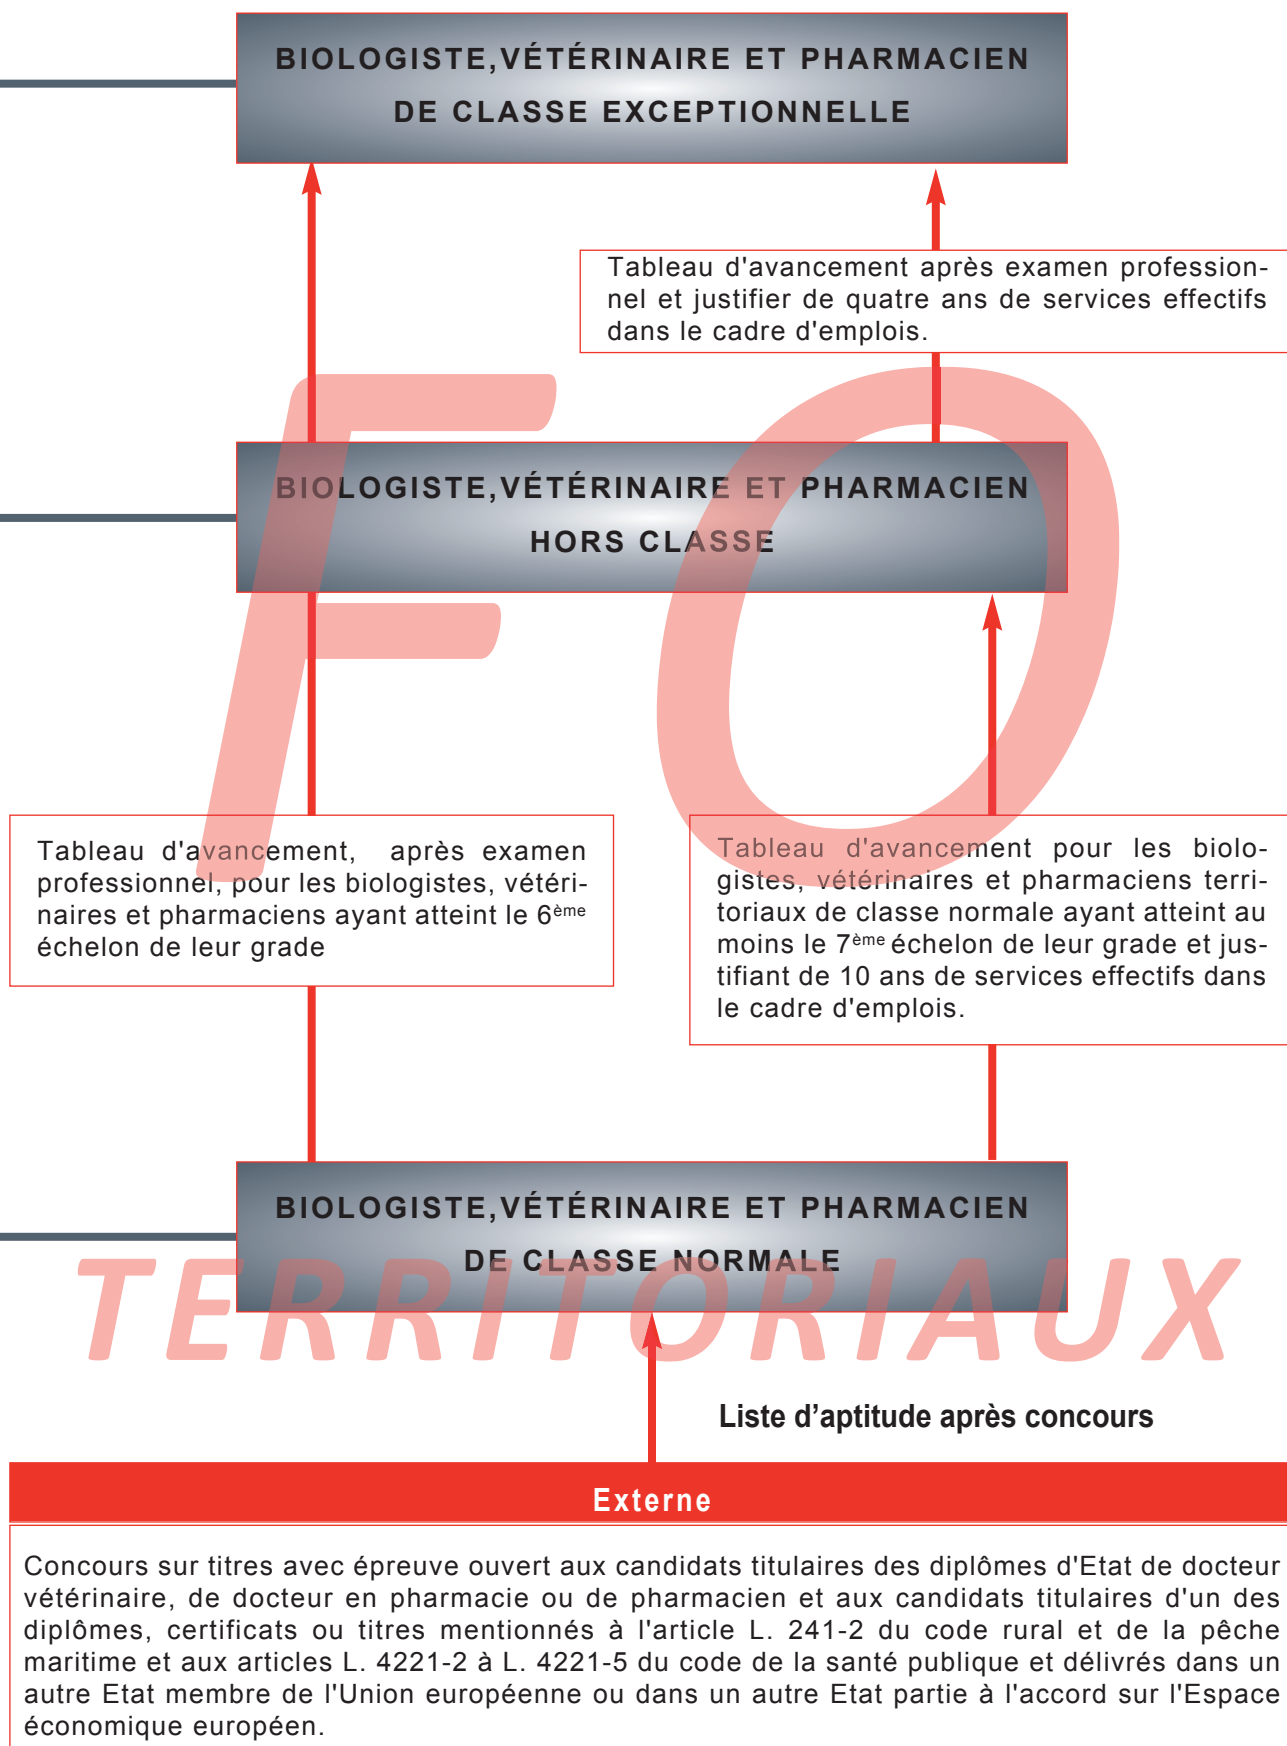 BIOLOGISTE,VÉTÉRINAIRE ET PHARMACIEN
DE CLASSE EXCEPTIONNELLE
Tableau d'avancement après examen profession-
nel et justifier de quatre ans de services effectifs
dans le cadre d'emplois.
FO
BIOLOGISTE,VÉTÉRINAIRE ET PHARMACIEN
HORS CLASSE
Tableau d'avancement, après examen
professionnel, pour les biologistes, vétéri-
naires et pharmaciens ayant atteint le 6ème
échelon de leur grade
Tableau d'avancement pour les biolo-
gistes, vétérinaires et pharmaciens terri-
toriaux de classe normale ayant atteint au
moins le 7ème échelon de leur grade et jus-
tifiant de 10 ans de services effectifs dans
le cadre d'emplois.
BIOLOGISTE,VÉTÉRINAIRE ET PHARMACIEN
DE CLASSE NORMALE
TERRITORIAUX
Liste d’aptitude après concours
Externe
Concours sur titres avec épreuve ouvert aux candidats titulaires des diplômes d'Etat de docteur
vétérinaire, de docteur en pharmacie ou de pharmacien et aux candidats titulaires d'un des
diplômes, certificats ou titres mentionnés à l'article L. 241-2 du code rural et de la pêche
maritime et aux articles L. 4221-2 à L. 4221-5 du code de la santé publique et délivrés dans un
autre Etat membre de l'Union européenne ou dans un autre Etat partie à l'accord sur l'Espace
économique européen.